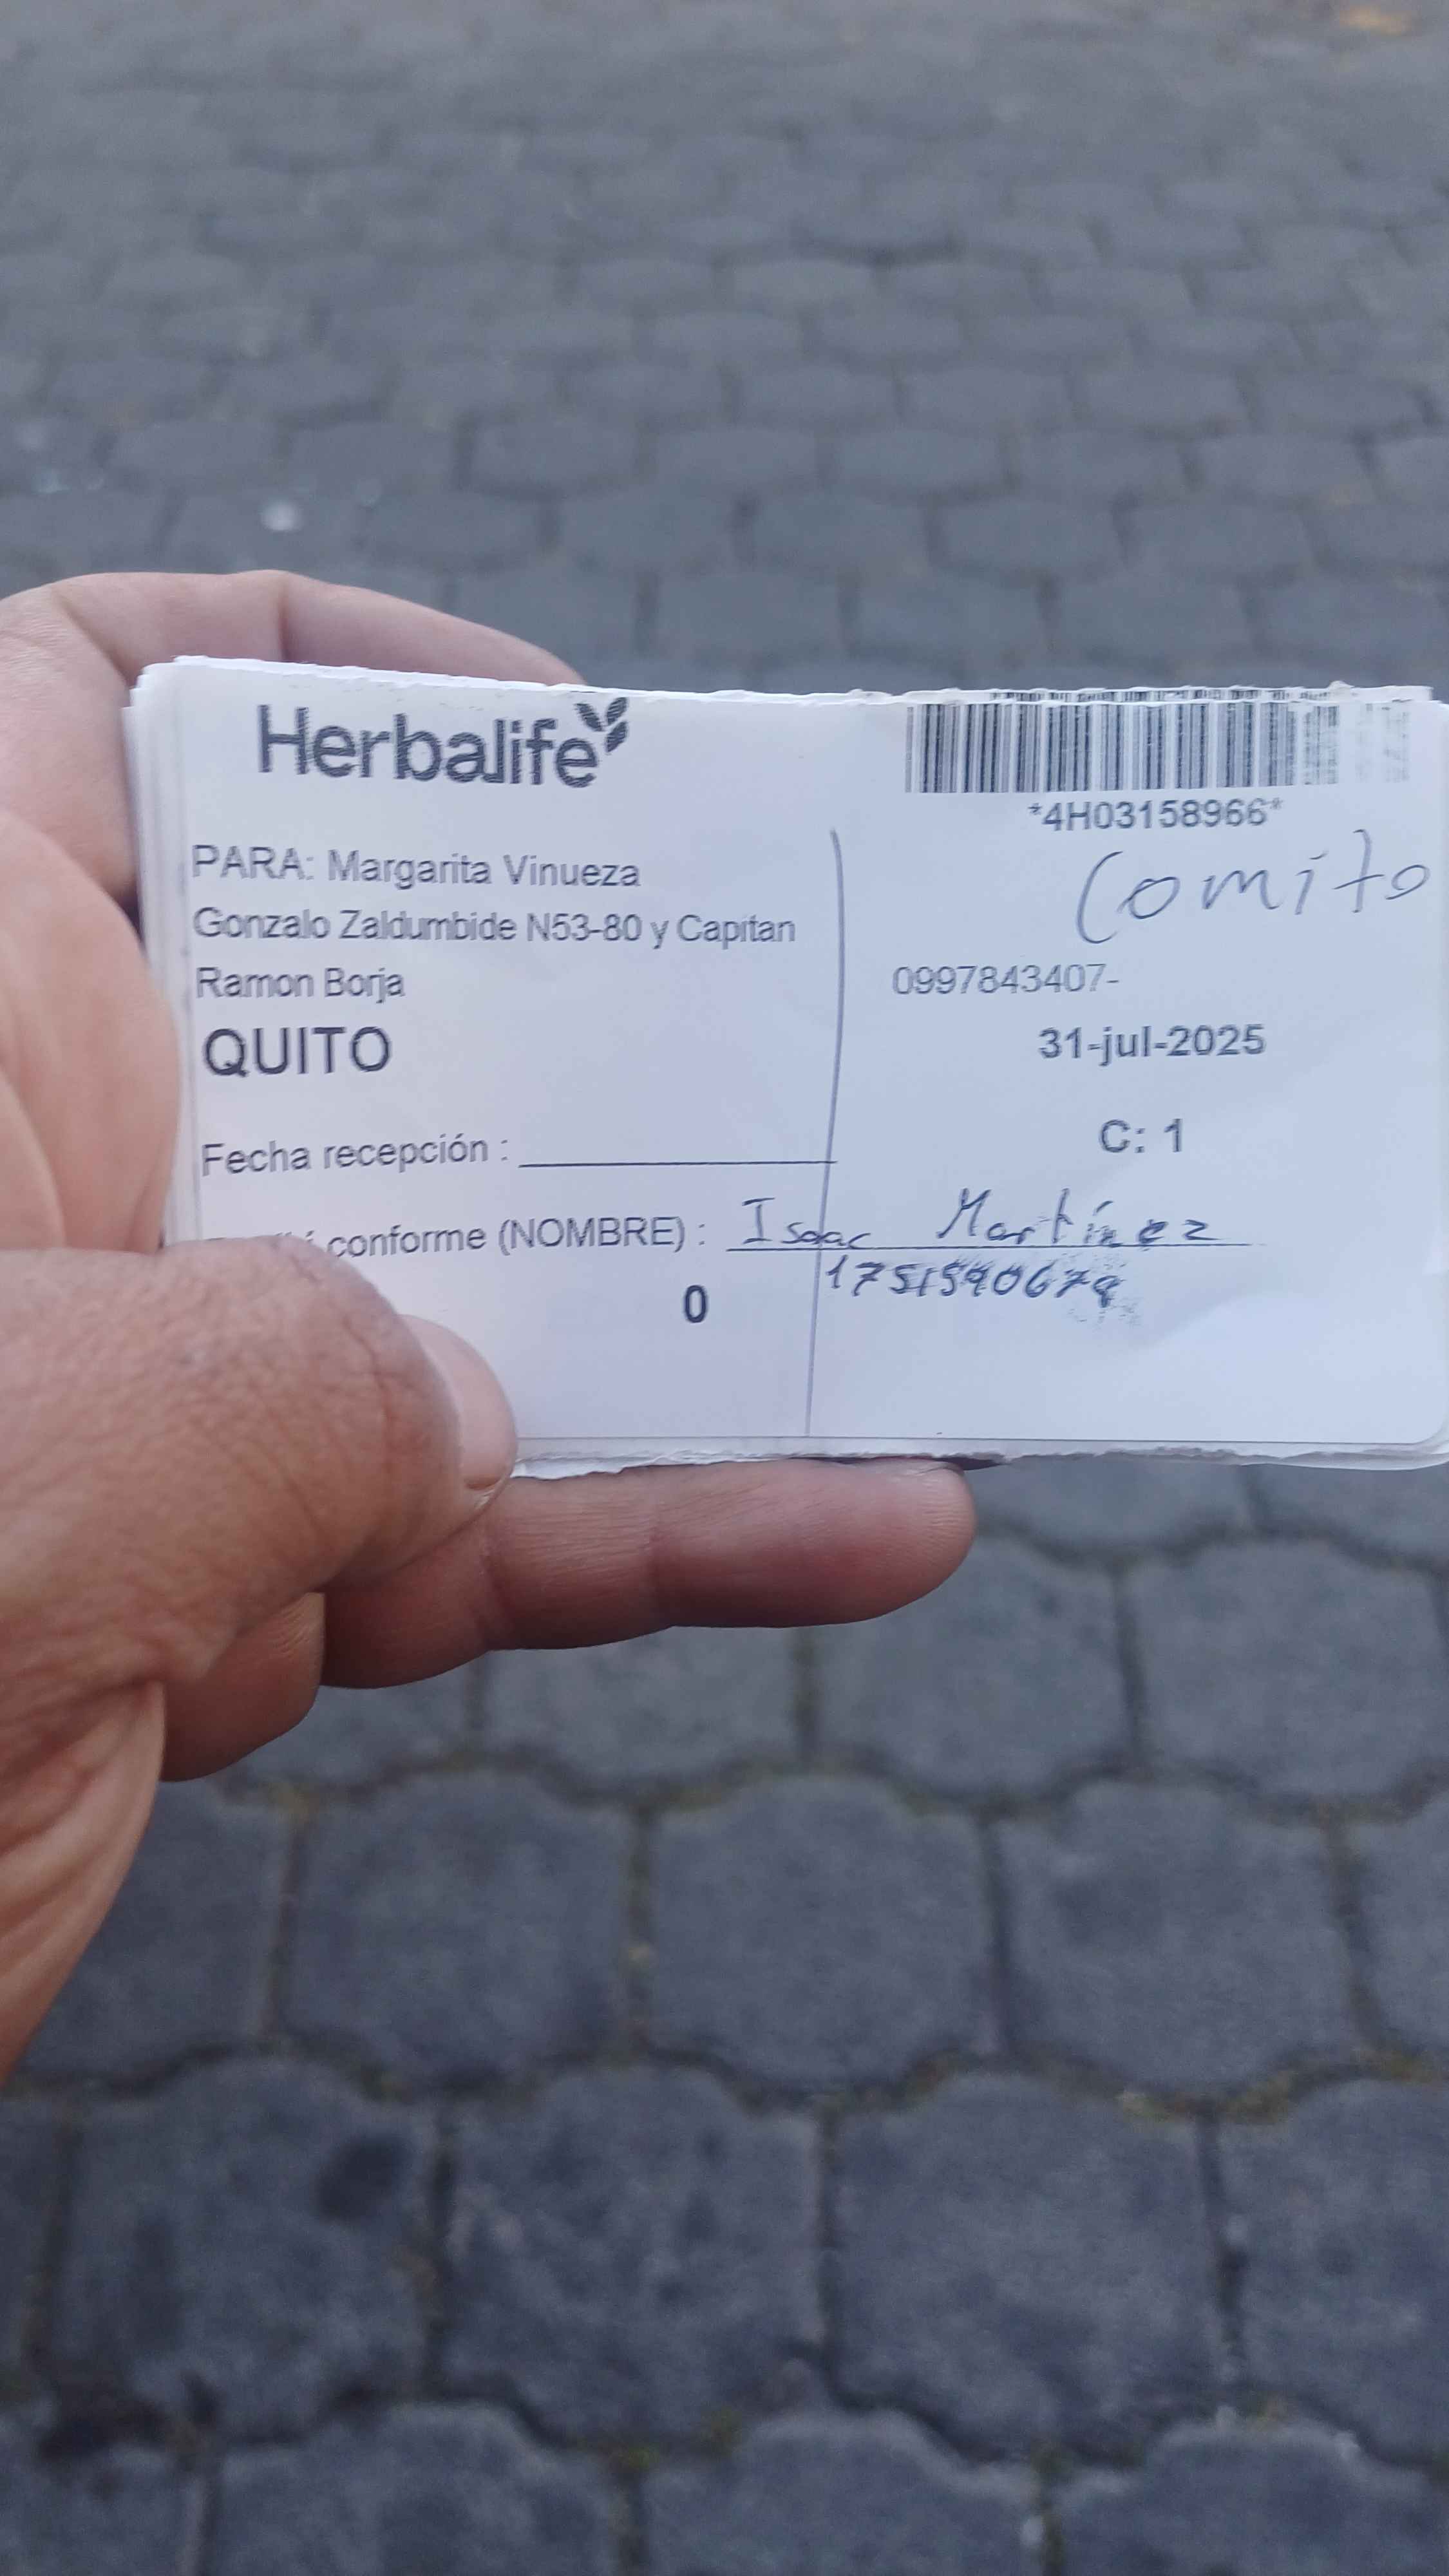 Herbalife
*4H03158966*
Comito
PARA: Margarita Vinueza
Gonzalo Zaldumbide N53-80 y Capitan
Ramon Borja
0997843407-
QUITO
31-jul-2025
Fecha recepción :
C: 1
conforme (NOMBRE) : Isaac Martínez
0